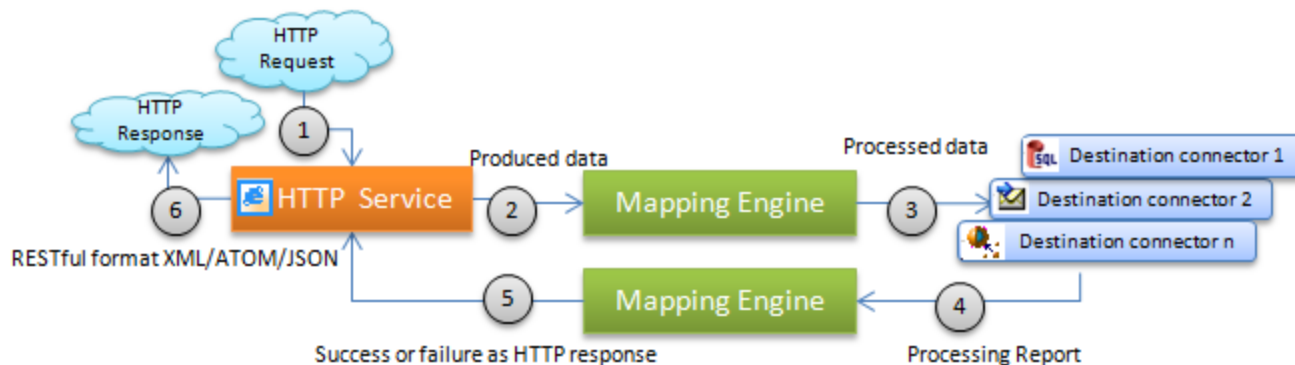 HTTP
Request
HTTP
Response
1
Produced data
Processed data
SQL
Destination connector 1
6
HTTP Service
2
Mapping Engine
3
Destination connector 2
RESTful format XML/ATOM/JSON
Destination connector n
5
Mapping Engine
4
Success or failure as HTTP response
Processing Report